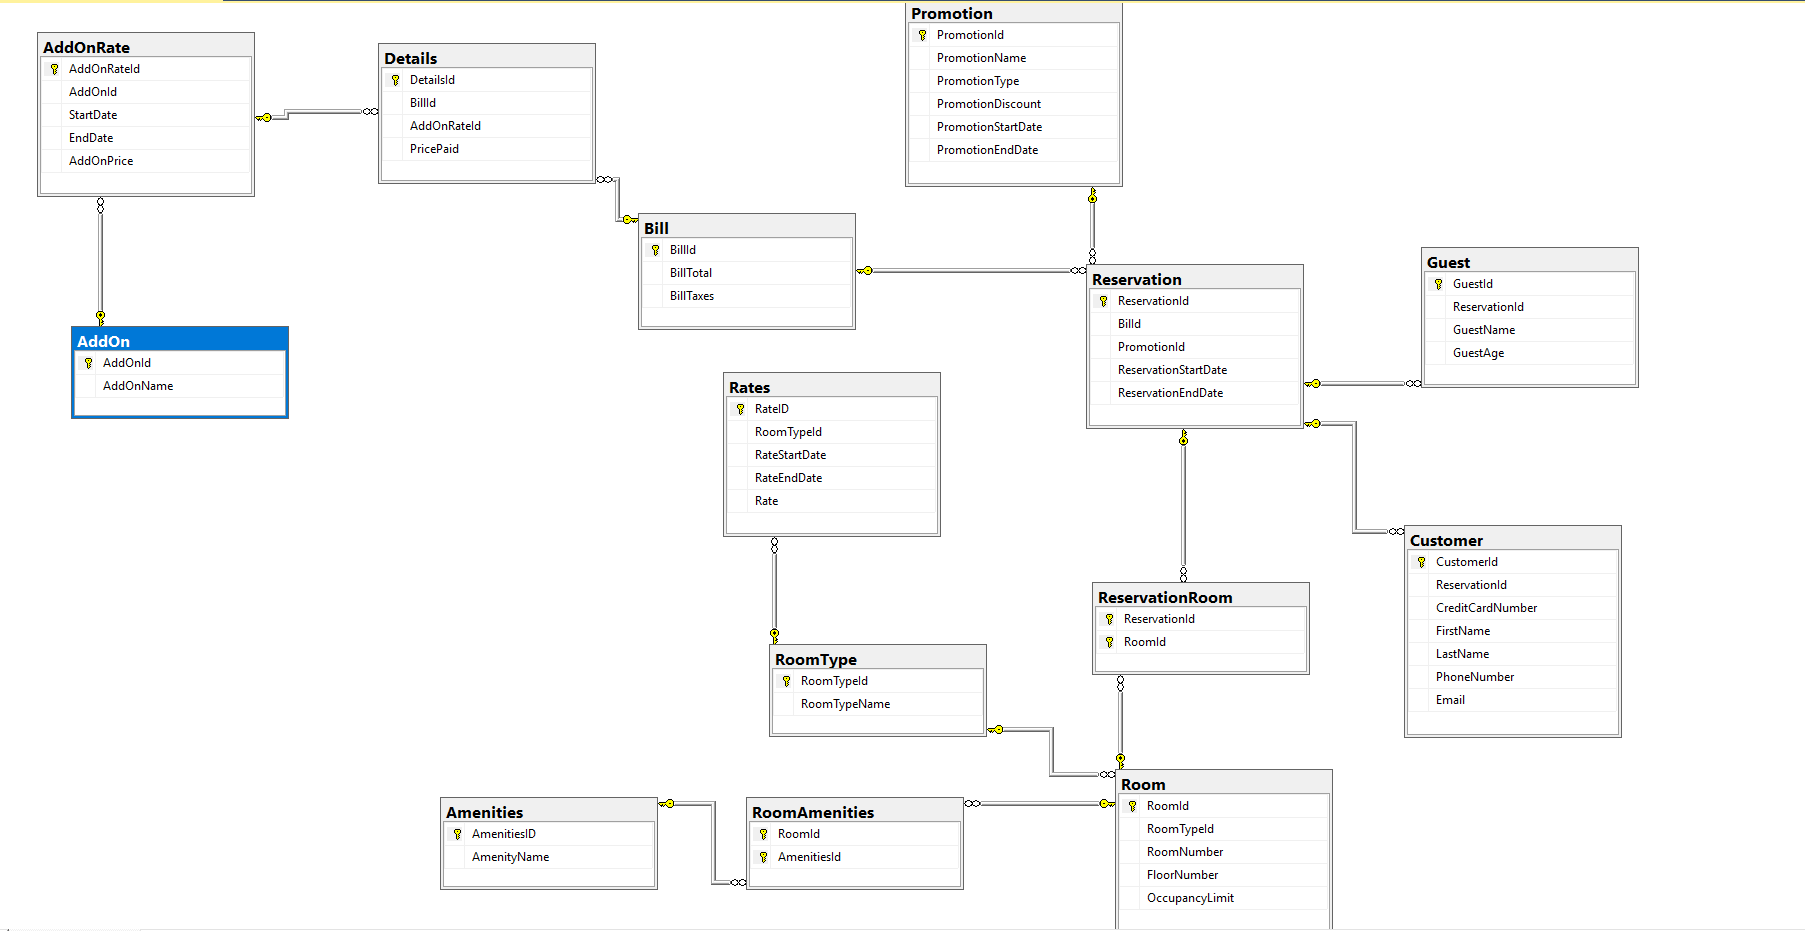 AddOnRate
AddOnRateId
AddOnId
StartDate
EndDate
AddOnPrice
Details
DetailsId
BillId
AddOnRateId
PricePaid
Promotion
PromotionId
PromotionName
PromotionType
PromotionDiscount
PromotionStartDate
PromotionEndDate
Bill
BillId
BillTotal
BillTaxes
Reservation
ReservationId
BilId
PromotionId
ReservationStartDate
ReservationEndDate
Guest
GuestId
ReservationId
GuestName
GuestAge
AddOn
AddOnId
AddOnName
Rates
RateID
RoomTypeId
RateStartDate
RateEndDate
Rate
Customer
CustomerId
ReservationId
CreditCardNumber
FirstName
LastName
PhoneNumber
Email
ReservationRoom
ReservationId
RoomId
RoomType
RoomTypeId
RoomTypeName
Amenities
AmenitiesID
AmenityName
RoomAmenities
RoomId
AmenitiesId
Room
RoomId
RoomTypeId
RoomNumber
FloorNumber
OccupancyLimit